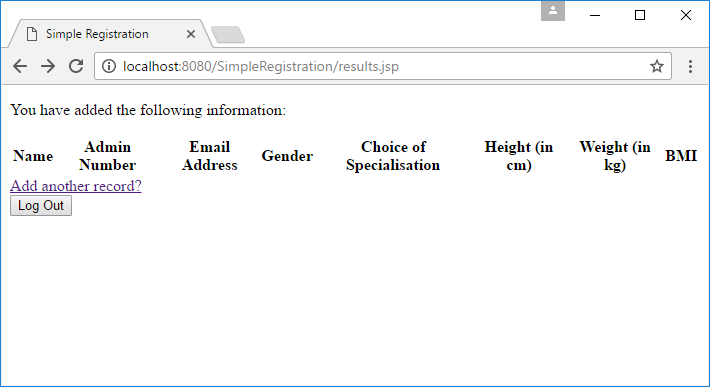 Simple Registration
localhost:8080/SimpleRegistration/results.jsp
You have added the following information:
Name Admin Number Email Address Gender Choice of Specialisation Height (in cm) Weight (in kg) BMI
Add another record?
Log Out